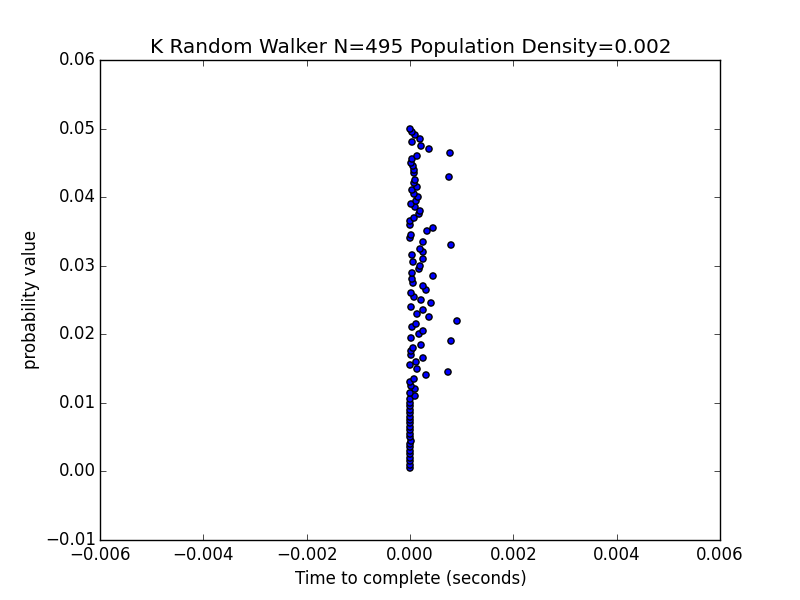 K Random Walker N=495 Population Density=0.002
0.06
0.05
0.04
0.03
0.02
0.01
0.00
−0.01
probability value
−0.006 −0.004 −0.002 0.000 0.002 0.004 0.006
Time to complete (seconds)